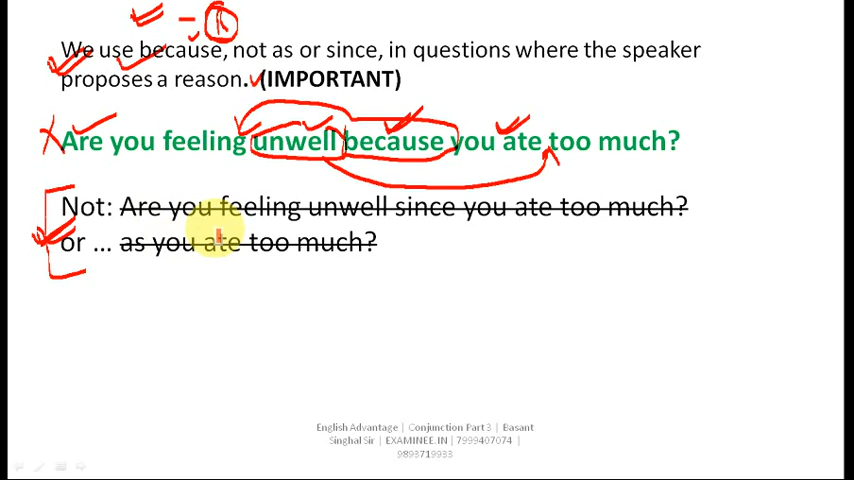 We use because, not as or since, in questions where the speaker
proposes a reason. (IMPORTANT)
Are you feeling unwell because you ate too much?
Not: Are you feeling unwell since you ate too much?
or ... as you ate too much?
English Advantage | Conjunction Part 3 | Basant
Singhal Sir | EXAMINEE.IN | 7999407074 |
9893719933